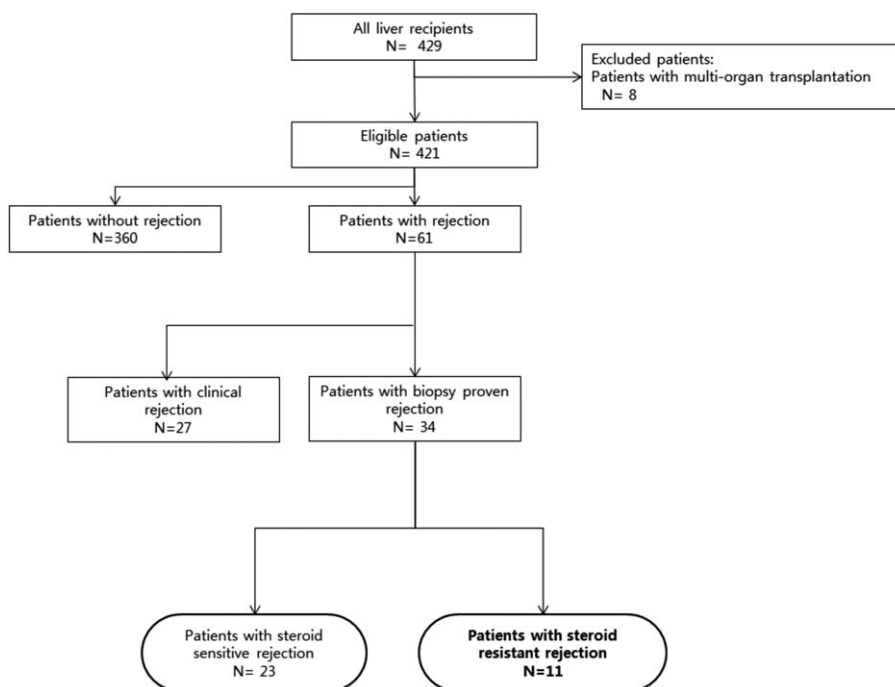 All liver recipients
N= 429
Excluded patients:
Patients with multi-organ transplantation
N= 8
Eligible patients
N= 421
Patients without rejection
N=360
Patients with rejection
N=61
Patients with clinical
rejection
N=27
Patients with biopsy proven
rejection
N= 34
Patients with steroid
sensitive rejection
N= 23
Patients with steroid
resistant rejection
N=11